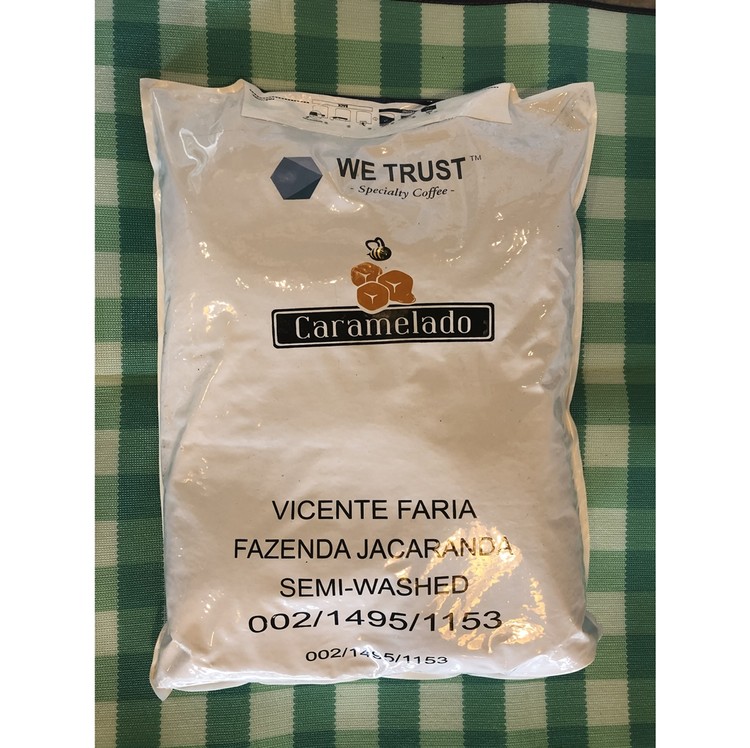 WE TRUST™
- Specialty Coffee -
Caramelado
VICENTE FARIA
FAZENDA JACARANDA
SEMI-WASHED
002/1495/1153
002/1495/1153